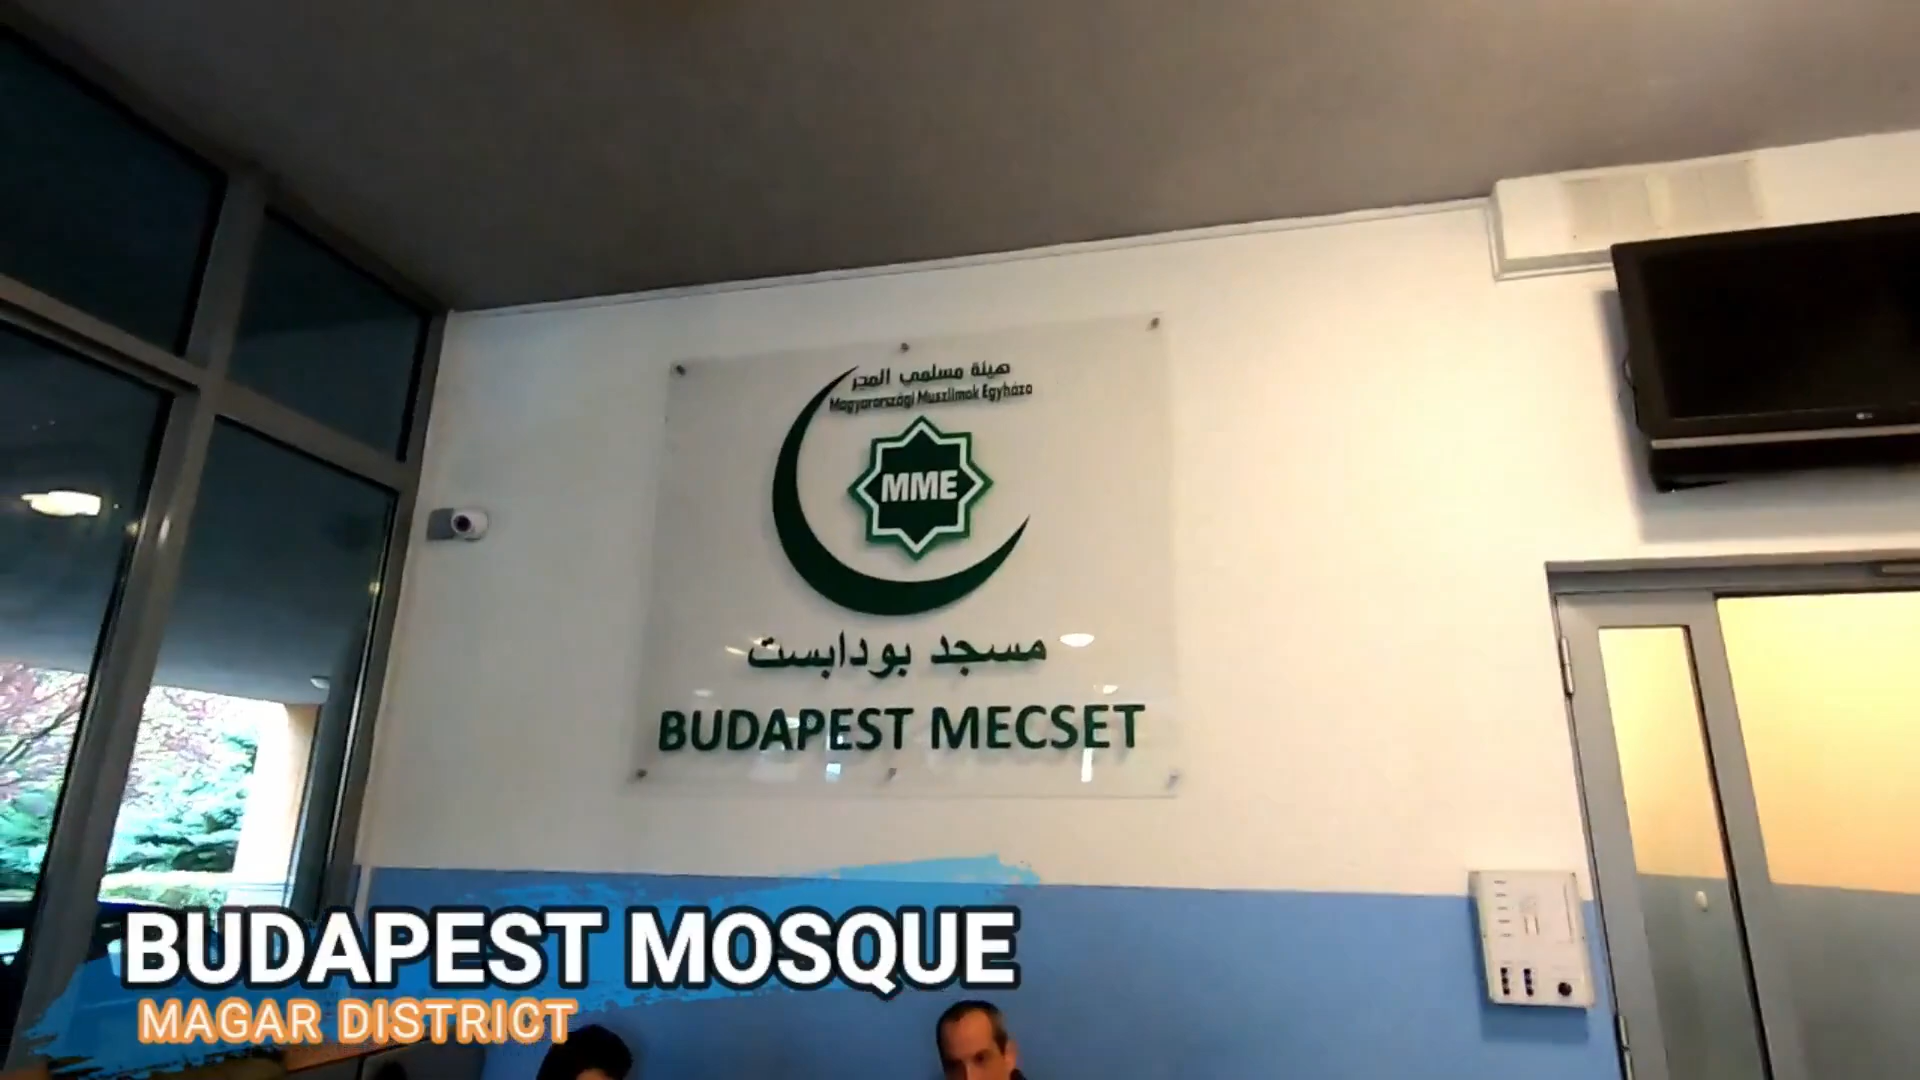 هيئة مسلمي المجر
Magyarországi Muszlimok Egyháza
MME
مسجد بودابست
BUDAPEST MECSET
BUDAPEST MOSQUE
MAGAR DISTRICT